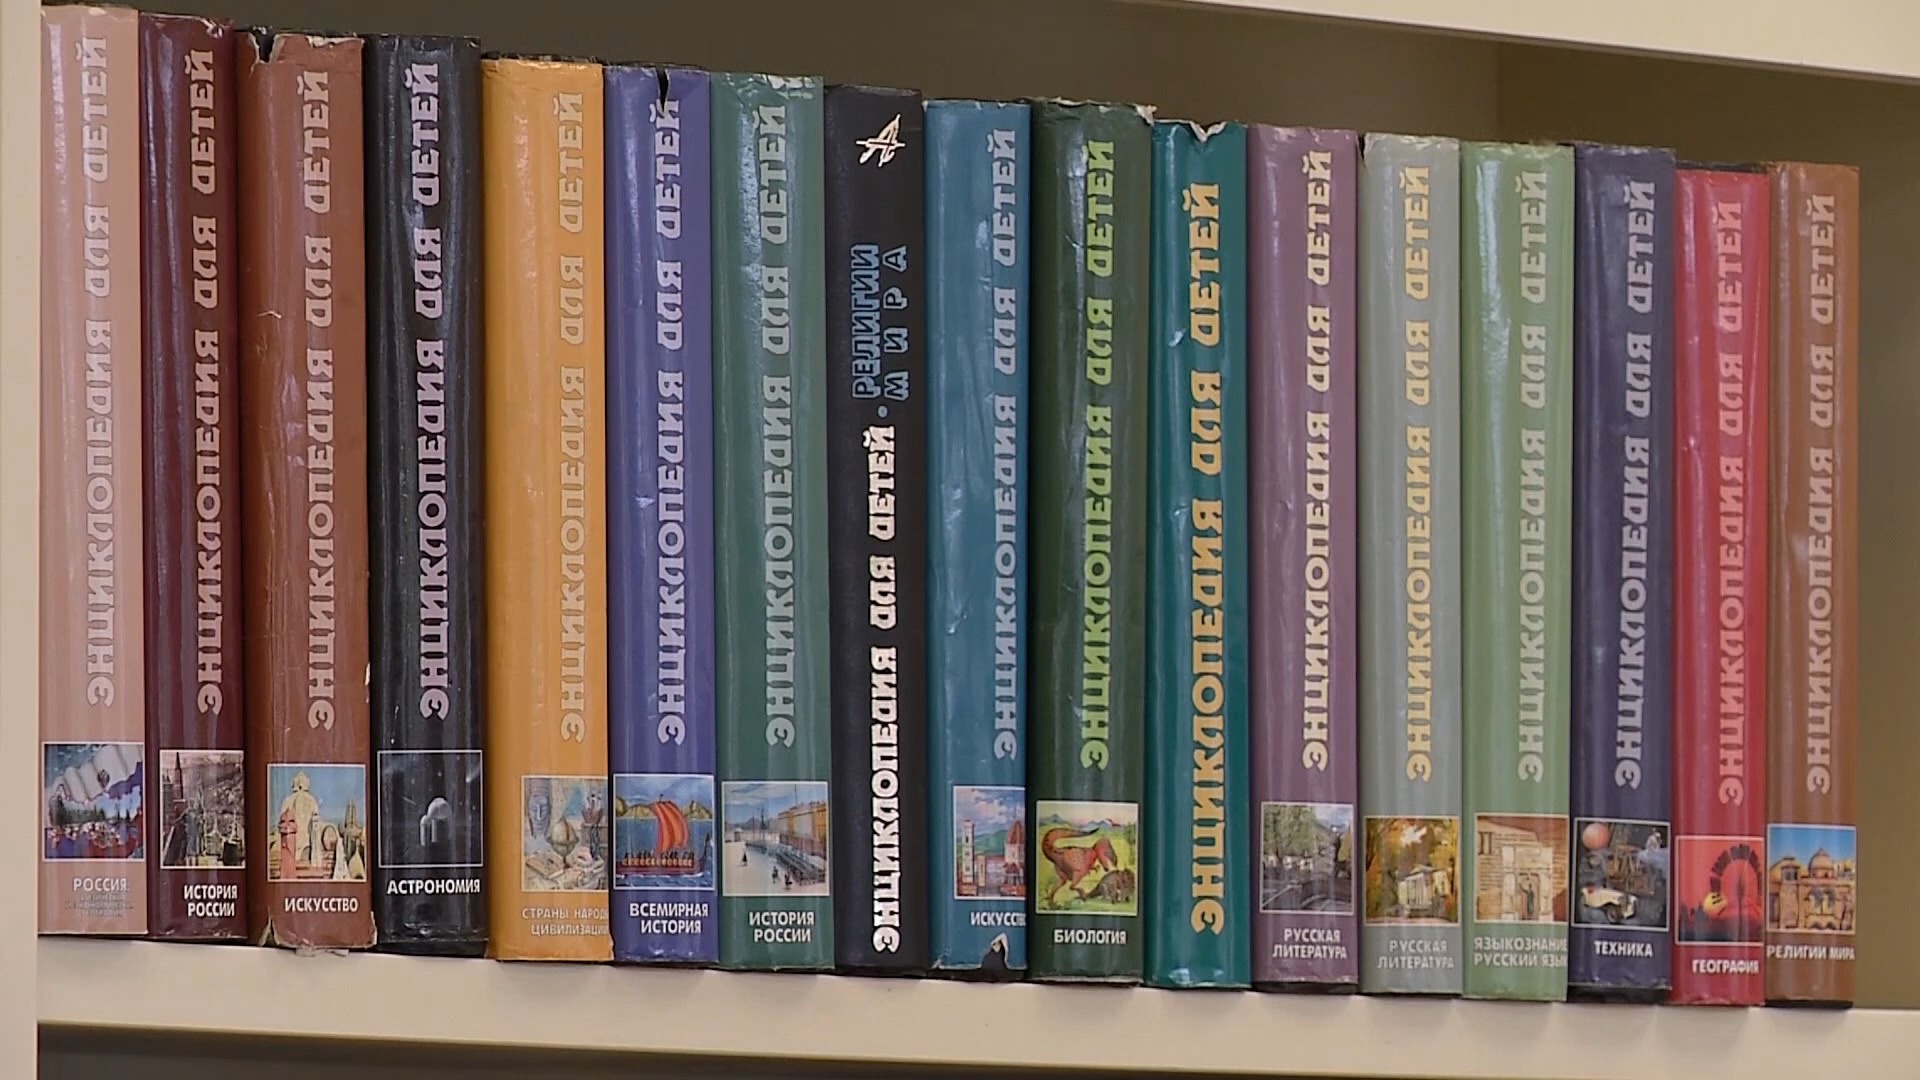 ЭНЦИКЛОПЕДИЯ ДЛЯ ДЕТЕЙ
РОССИЯ:
ЭНЦИКЛОПЕДИЯ ДЛЯ ДЕТЕЙ
ИСТОРИЯ
РОССИИ
ЭНЦИКЛОПЕДИЯ ДЛЯ ДЕТЕЙ
ИСКУССТВО
ЭНЦИКЛОПЕДИЯ ДЛЯ ДЕТЕЙ
АСТРОНОМИЯ
ЭНЦИКЛОПЕДИЯ ДЛЯ ДЕТЕЙ
СТРАНЫ НАРОДЫ
ЦИВИЛИЗАЦИИ
ЭНЦИКЛОПЕДИЯ ДЛЯ ДЕТЕЙ
ВСЕМИРНАЯ
ИСТОРИЯ
ЭНЦИКЛОПЕДИЯ ДЛЯ ДЕТЕЙ
ИСТОРИЯ
РОССИИ
ЭНЦИКЛОПЕДИЯ ДЛЯ ДЕТЕЙ • РЕЛИГИИ
МИРА
ЭНЦИКЛОПЕДИЯ ДЛЯ ДЕТЕЙ
ИСКУССТВО
ЭНЦИКЛОПЕДИЯ ДЛЯ ДЕТЕЙ
БИОЛОГИЯ
ЭНЦИКЛОПЕДИЯ ДЛЯ ДЕТЕЙ
ЭНЦИКЛОПЕДИЯ ДЛЯ ДЕТЕЙ
РУССКАЯ
ЛИТЕРАТУРА
ЭНЦИКЛОПЕДИЯ ДЛЯ ДЕТЕЙ
РУССКАЯ
ЛИТЕРАТУРА
ЭНЦИКЛОПЕДИЯ ДЛЯ ДЕТЕЙ
ЯЗЫКОЗНАНИЕ
РУССКИЙ ЯЗЫК
ЭНЦИКЛОПЕДИЯ ДЛЯ ДЕТЕЙ
ТЕХНИКА
ЭНЦИКЛОПЕДИЯ ДЛЯ ДЕТЕЙ
ГЕОГРАФИЯ
ЭНЦИКЛОПЕДИЯ ДЛЯ ДЕТЕЙ
РЕЛИГИИ МИРА